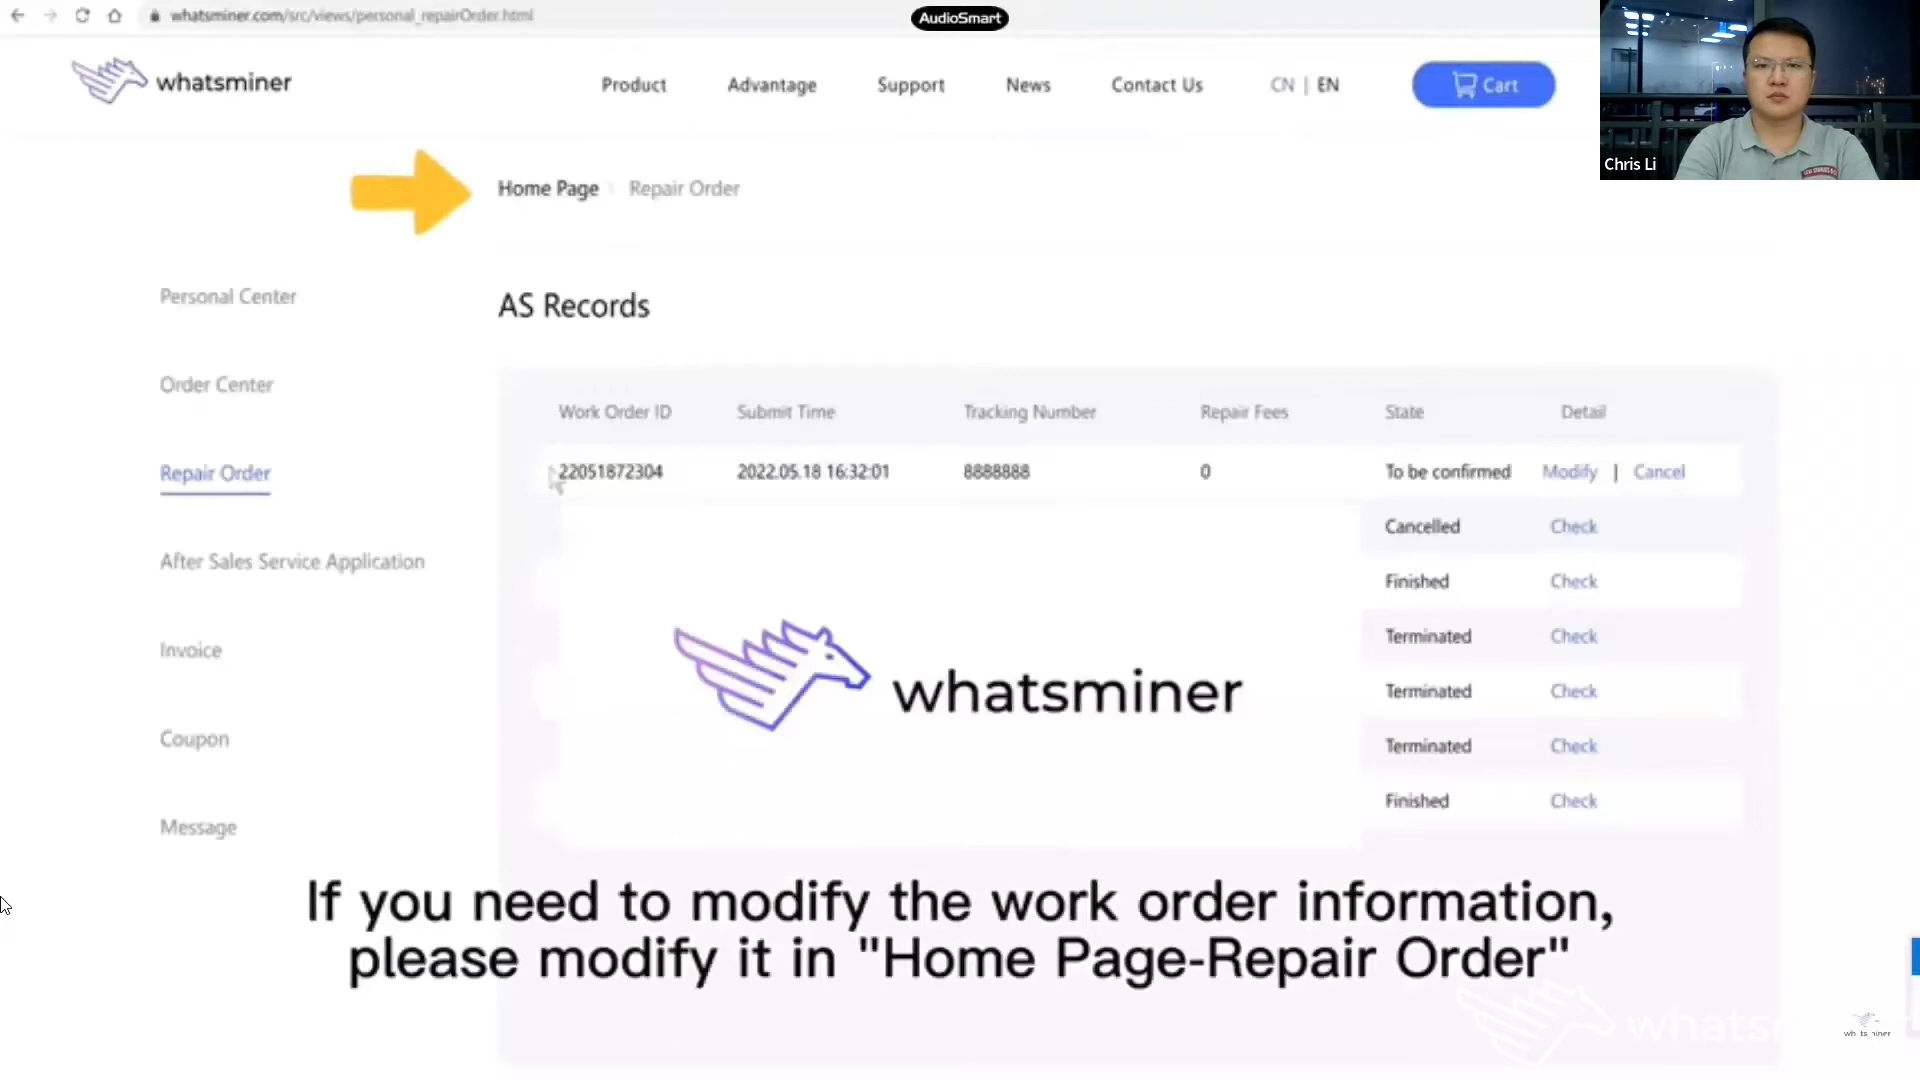 whatsminer.com/src/views/personal_repairOrder.html
AudioSmart
whatsminer
Product
Advantage
Support
News
Contact Us
CN | EN
Cart
Chris Li
Home Page
Repair Order
Personal Center
Order Center
Repair Order
After Sales Service Application
Invoice
Coupon
Message
AS Records
Work Order ID Submit Time Tracking Number Repair Fees State Detail
22051872304 2022.05.18 16:32:01 8888888 0 To be confirmed Modify | Cancel
Cancelled Check
Finished Check
Terminated Check
Terminated Check
Terminated Check
Finished Check
whatsminer
If you need to modify the work order information,
please modify it in "Home Page-Repair Order"